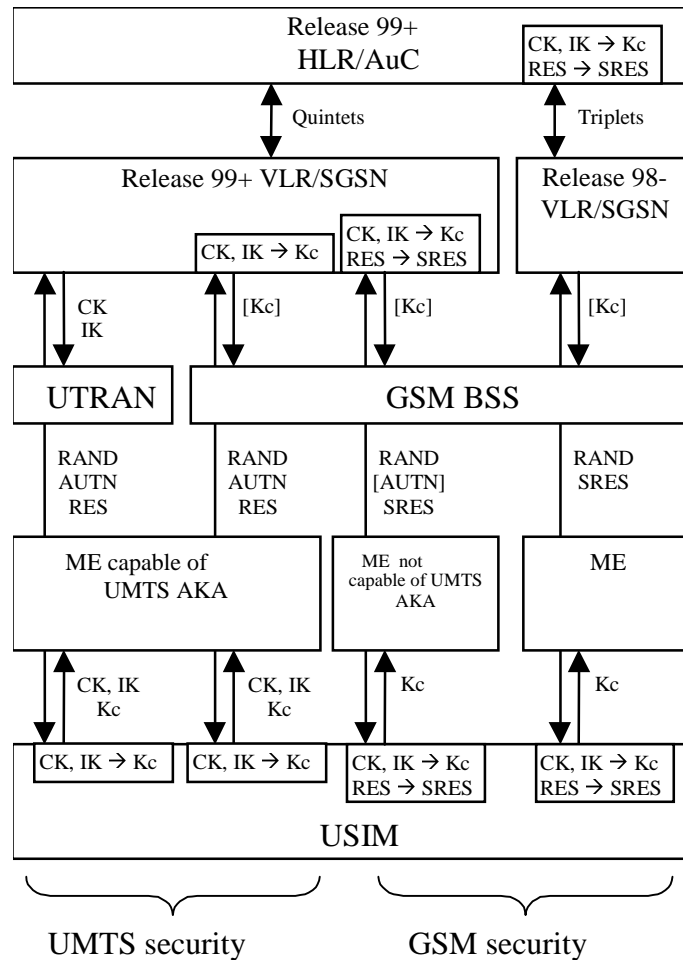 Release 99+
HLR/AuC
CK, IK → Kc
RES → SRES
Quintets
Triplets
Release 99+ VLR/SGSN
CK, IK → Kc
CK, IK → Kc
RES → SRES
Release 98-
VLR/SGSN
CK
IK
[Kc]
[Kc]
[Kc]
UTRAN
GSM BSS
RAND
AUTN
RES
RAND
AUTN
RES
RAND
[AUTN]
SRES
RAND
SRES
ME capable of
UMTS AKA
ME not
capable of UMTS
AKA
ME
CK, IK
Kc
CK, IK
Kc
Kc
Kc
CK, IK → Kc
CK, IK → Kc
CK, IK → Kc
RES → SRES
CK, IK → Kc
RES → SRES
USIM
UMTS security
GSM security